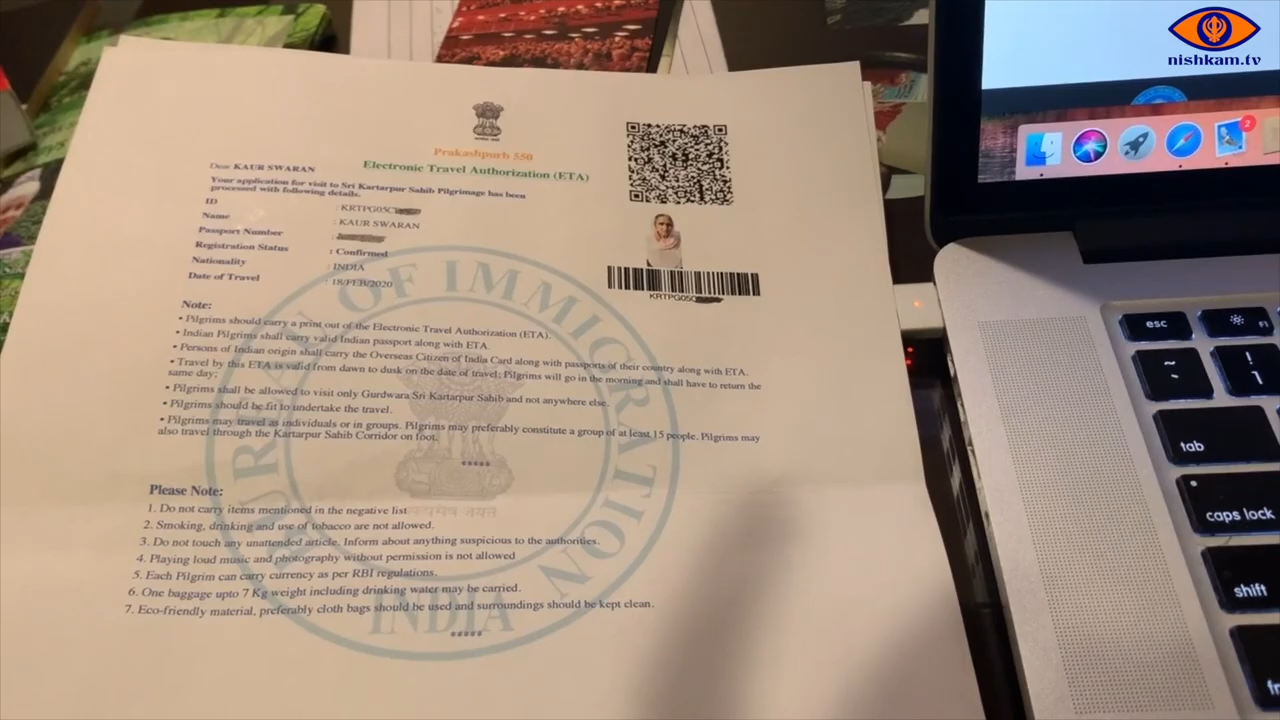 nishkam.tv
Prakashpurb 550
Electronic Travel Authorization (ETA)
Dear KAUR SWARAN
Your application for visit to Sri Kartarpur Sahib Pilgrimage has been
processed with following details.
ID : KRTPG05C
Name : KAUR SWARAN
Passport Number :
Registration Status : Confirmed
Nationality : INDIA
Date of Travel : 18/FEB/2020
KRTPG05C
Note:
• Pilgrims should carry a print out of the Electronic Travel Authorization (ETA).
• Indian Pilgrims shall carry valid Indian passport along with ETA
• Persons of Indian origin shall carry the Overseas Citizen of India Card along with passports of their country along with ETA.
• Travel by this ETA is valid from dawn to dusk on the date of travel; Pilgrims will go in the morning and shall have to return the
same day;
• Pilgrims shall be allowed to visit only Gurdwara Sri Kartarpur Sahib and not anywhere else.
• Pilgrims should be fit to undertake the travel.
• Pilgrims may travel as individuals or in groups. Pilgrims may preferably constitute a group of at least 15 people. Pilgrims may
also travel through the Kartarpur Sahib Corridor on foot.
*****
Please Note:
1. Do not carry items mentioned in the negative list
2. Smoking, drinking and use of tobacco are not allowed.
3. Do not touch any unattended article. Inform about anything suspicious to the authorities.
4. Playing loud music and photography without permission is not allowed
5. Each Pilgrim can carry currency as per RBI regulations.
6. One baggage upto 7 Kg weight including drinking water may be carried.
7. Eco-friendly material, preferably cloth bags should be used and surroundings should be kept clean.
*****
BUREAU OF IMMIGRATION
INDIA
सत्यमेव जयते
2
esc
F1
~
!
1
tab
caps lock
shift
fn